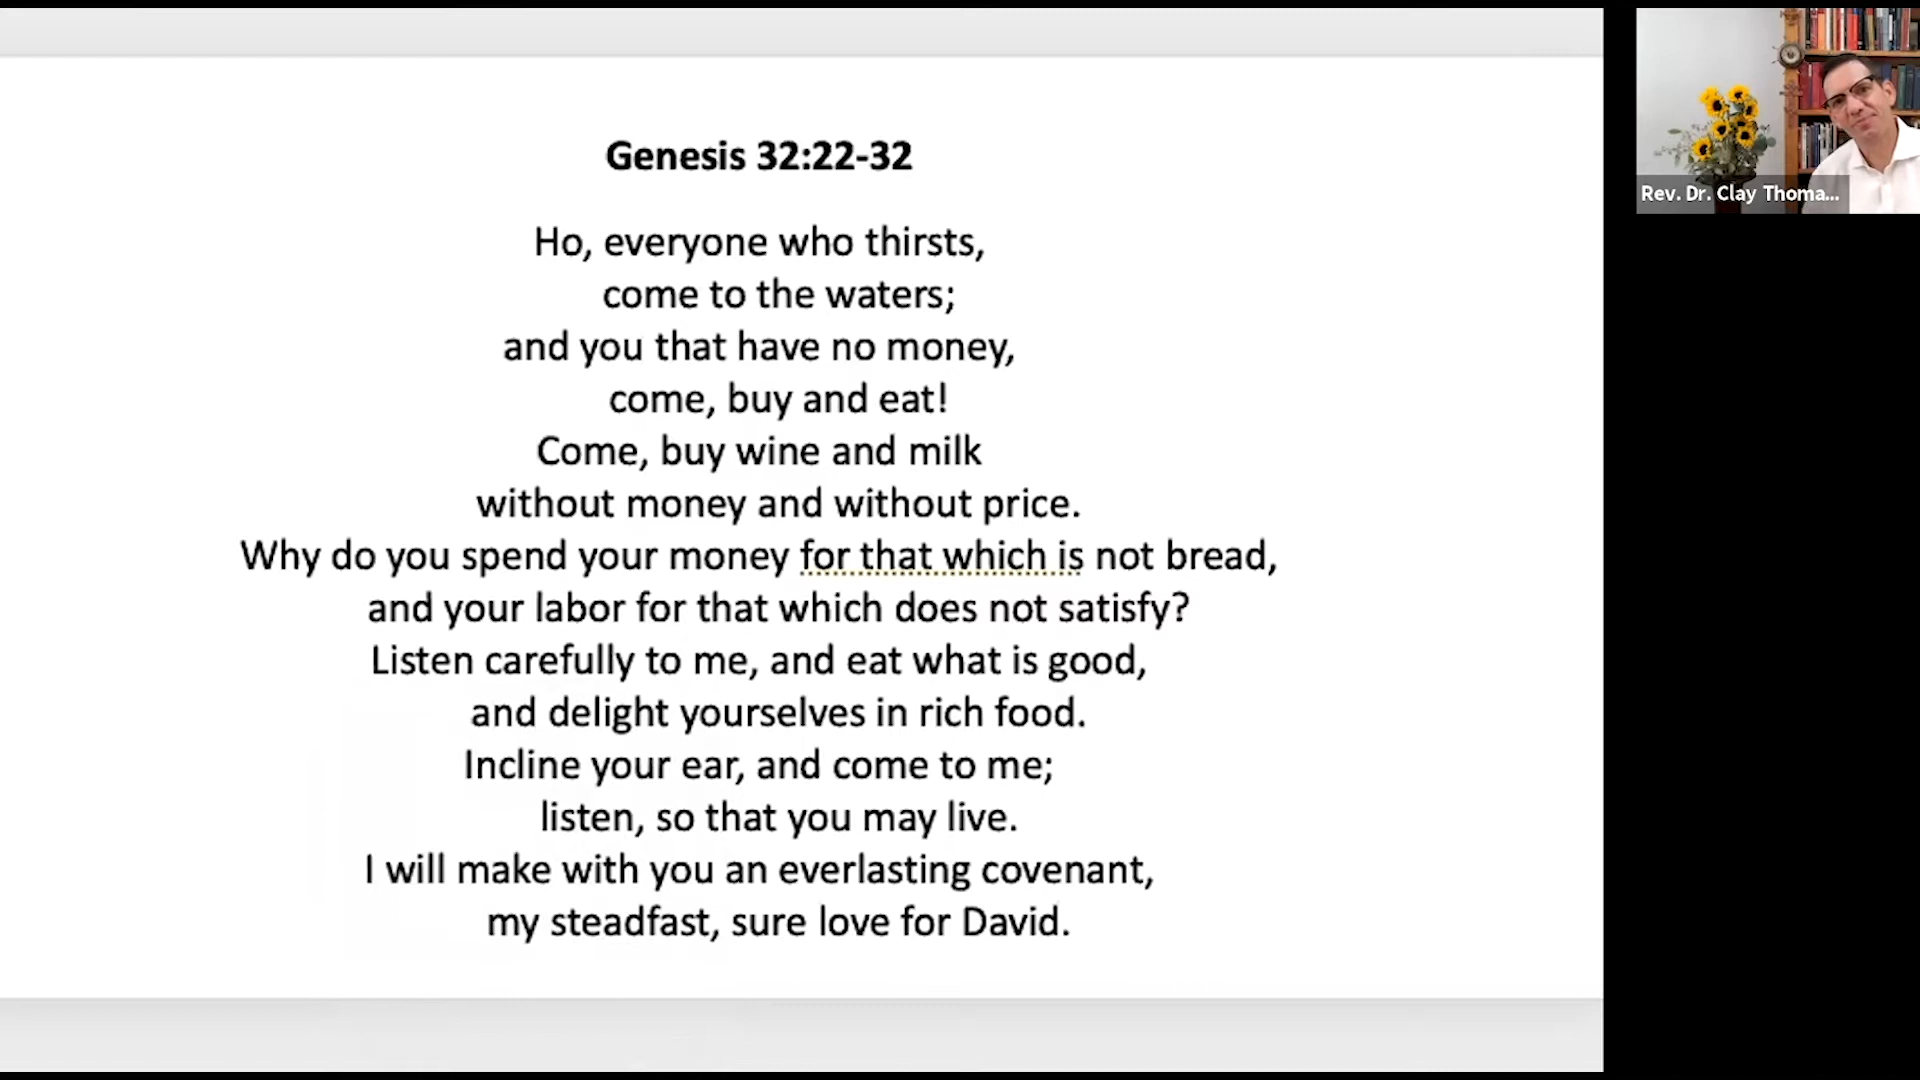 Genesis 32:22-32
Ho, everyone who thirsts,
come to the waters;
and you that have no money,
come, buy and eat!
Come, buy wine and milk
without money and without price.
Why do you spend your money for that which is not bread,
and your labor for that which does not satisfy?
Listen carefully to me, and eat what is good,
and delight yourselves in rich food.
Incline your ear, and come to me;
listen, so that you may live.
I will make with you an everlasting covenant,
my steadfast, sure love for David.
Rev. Dr. Clay Thoma...